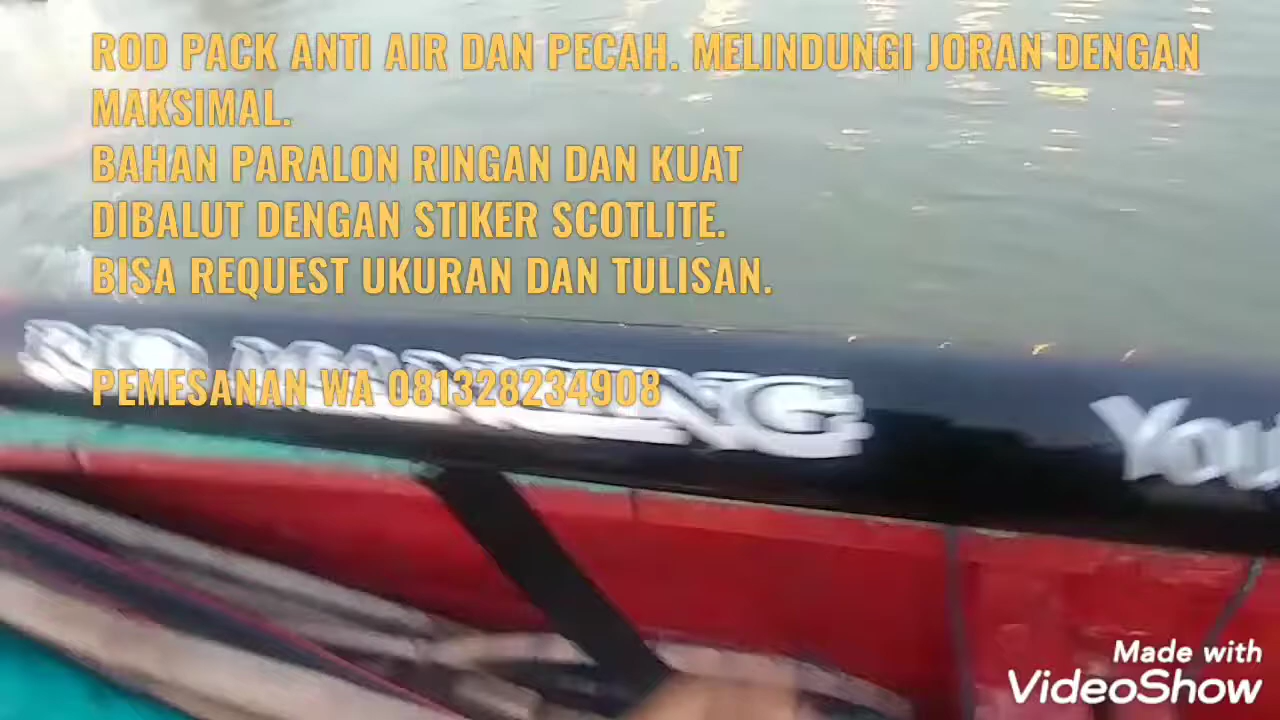 ROD PACK ANTI AIR DAN PECAH. MELINDUNGI JORAN DENGAN
MAKSIMAL.
BAHAN PARALON RINGAN DAN KUAT
DIBALUT DENGAN STIKER SCOTLITE.
BISA REQUEST UKURAN DAN TULISAN.
PEMESANAN WA 081328234908
You
Made with
VideoShow